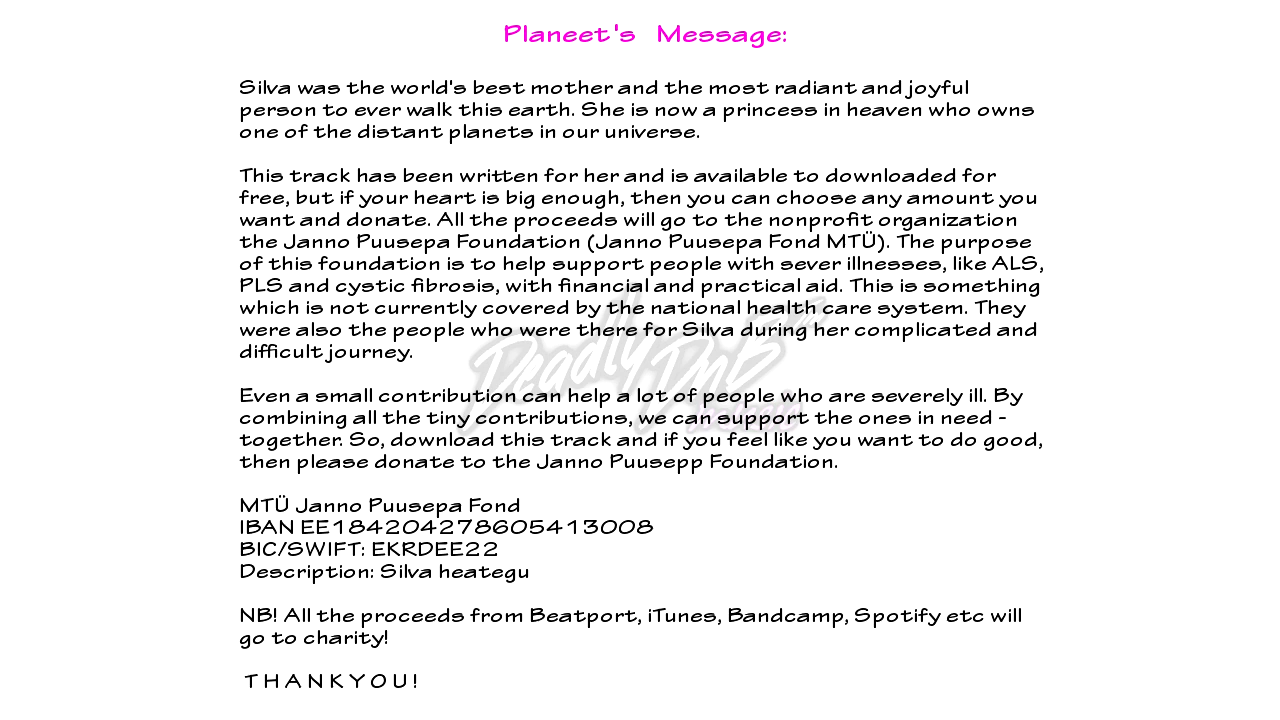 Planeet's Message:
Silva was the world's best mother and the most radiant and joyful
person to ever walk this earth. She is now a princess in heaven who owns
one of the distant planets in our universe.
This track has been written for her and is available to downloaded for
free, but if your heart is big enough, then you can choose any amount you
want and donate. All the proceeds will go to the nonprofit organization
the Janno Puusepa Foundation (Janno Puusepa Fond MTÜ). The purpose
of this foundation is to help support people with sever illnesses, like ALS,
PLS and cystic fibrosis, with financial and practical aid. This is something
which is not currently covered by the national health care system. They
were also the people who were there for Silva during her complicated and
difficult journey.
Even a small contribution can help a lot of people who are severely ill. By
combining all the tiny contributions, we can support the ones in need -
together. So, download this track and if you feel like you want to do good,
then please donate to the Janno Puusepp Foundation.
MTÜ Janno Puusepa Fond
IBAN EE184204278605413008
BIC/SWIFT: EKRDEE22
Description: Silva heategu
NB! All the proceeds from Beatport, iTunes, Bandcamp, Spotify etc will
go to charity!
T H A N K Y O U !
Deadly DnB